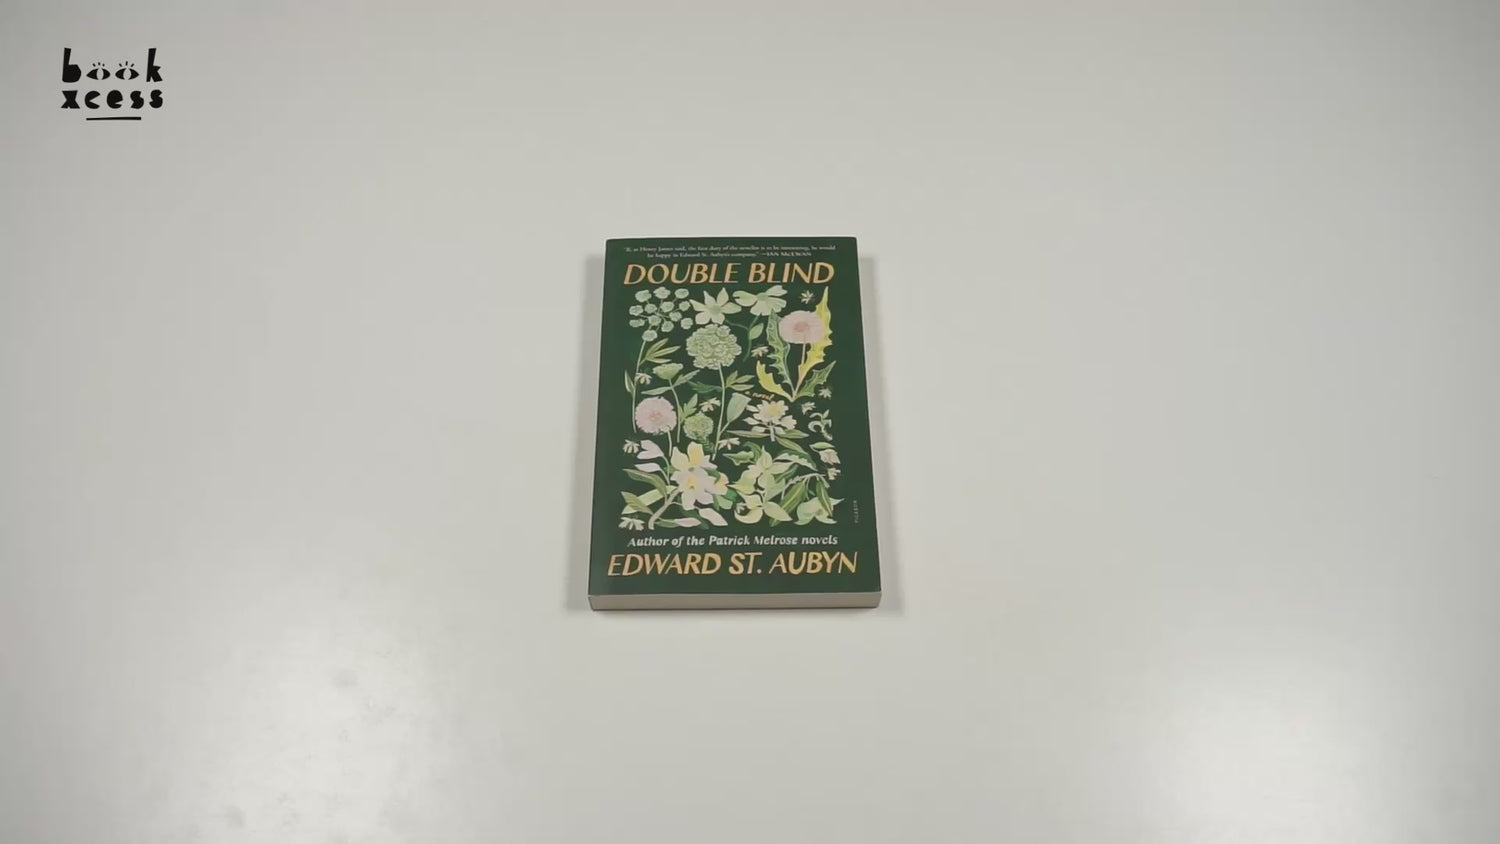 book
xcess
"If, as Henry James said, the first duty of the novelist is to be interesting, he would
be happy in Edward St. Aubyn's company." —IAN McEWAN
DOUBLE BLIND
a novel
PICADOR
Author of the Patrick Melrose novels
EDWARD ST. AUBYN